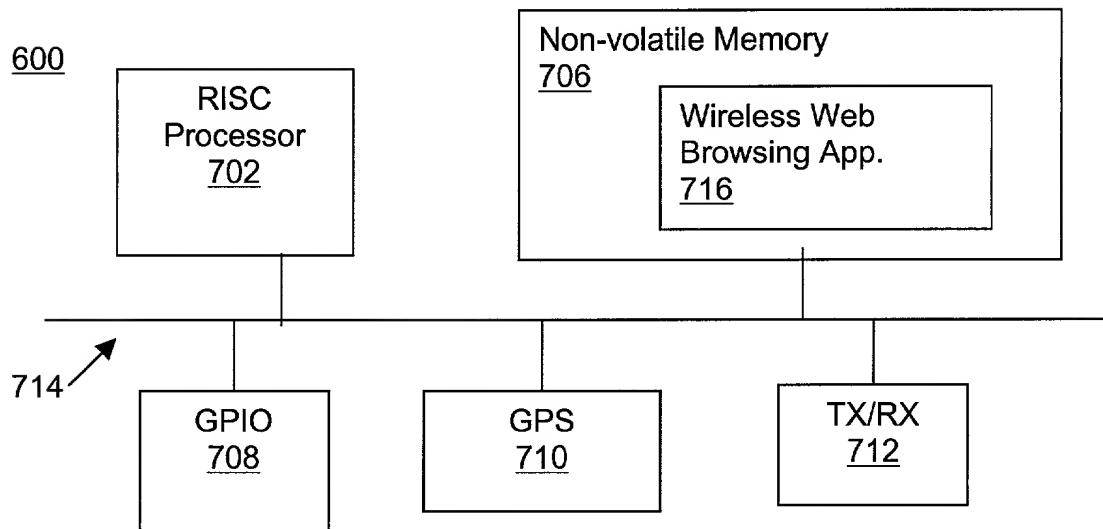 600
RISC
Processor
702
Non-volatile Memory
706
Wireless Web
Browsing App.
716
714
GPIO
708
GPS
710
TX/RX
712